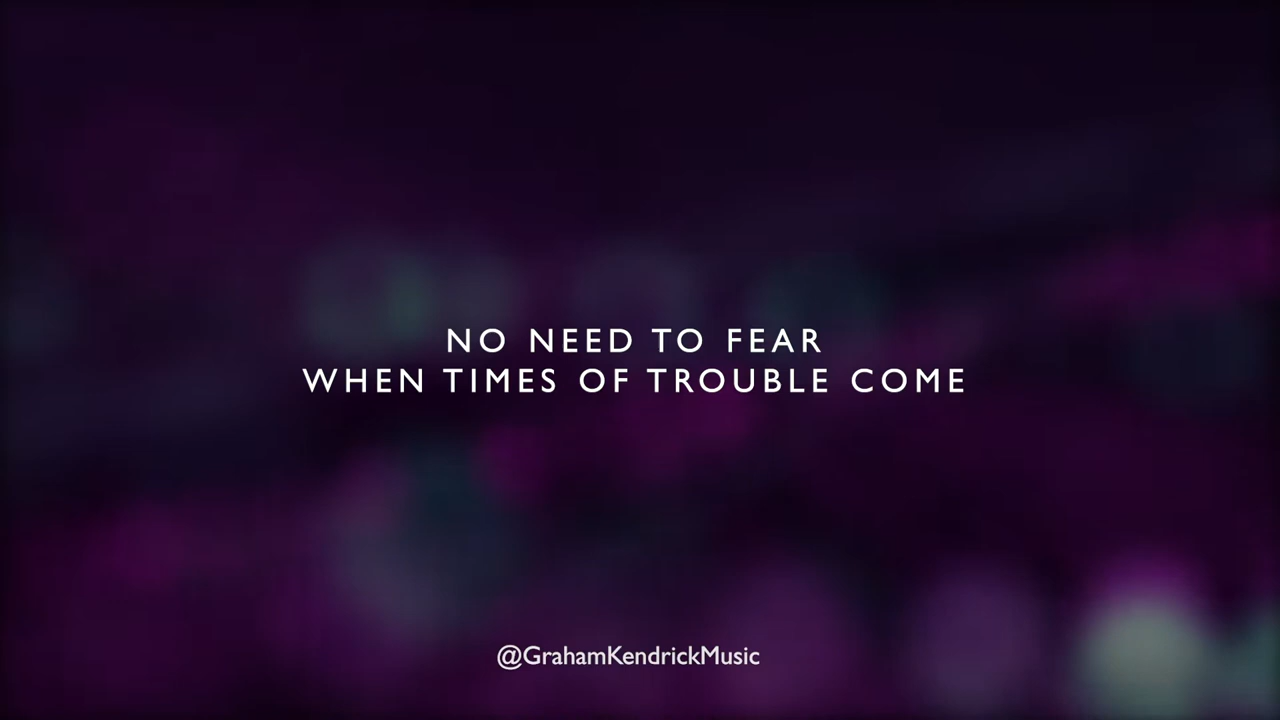 NO NEED TO FEAR
WHEN TIMES OF TROUBLE COME
@GrahamKendrickMusic